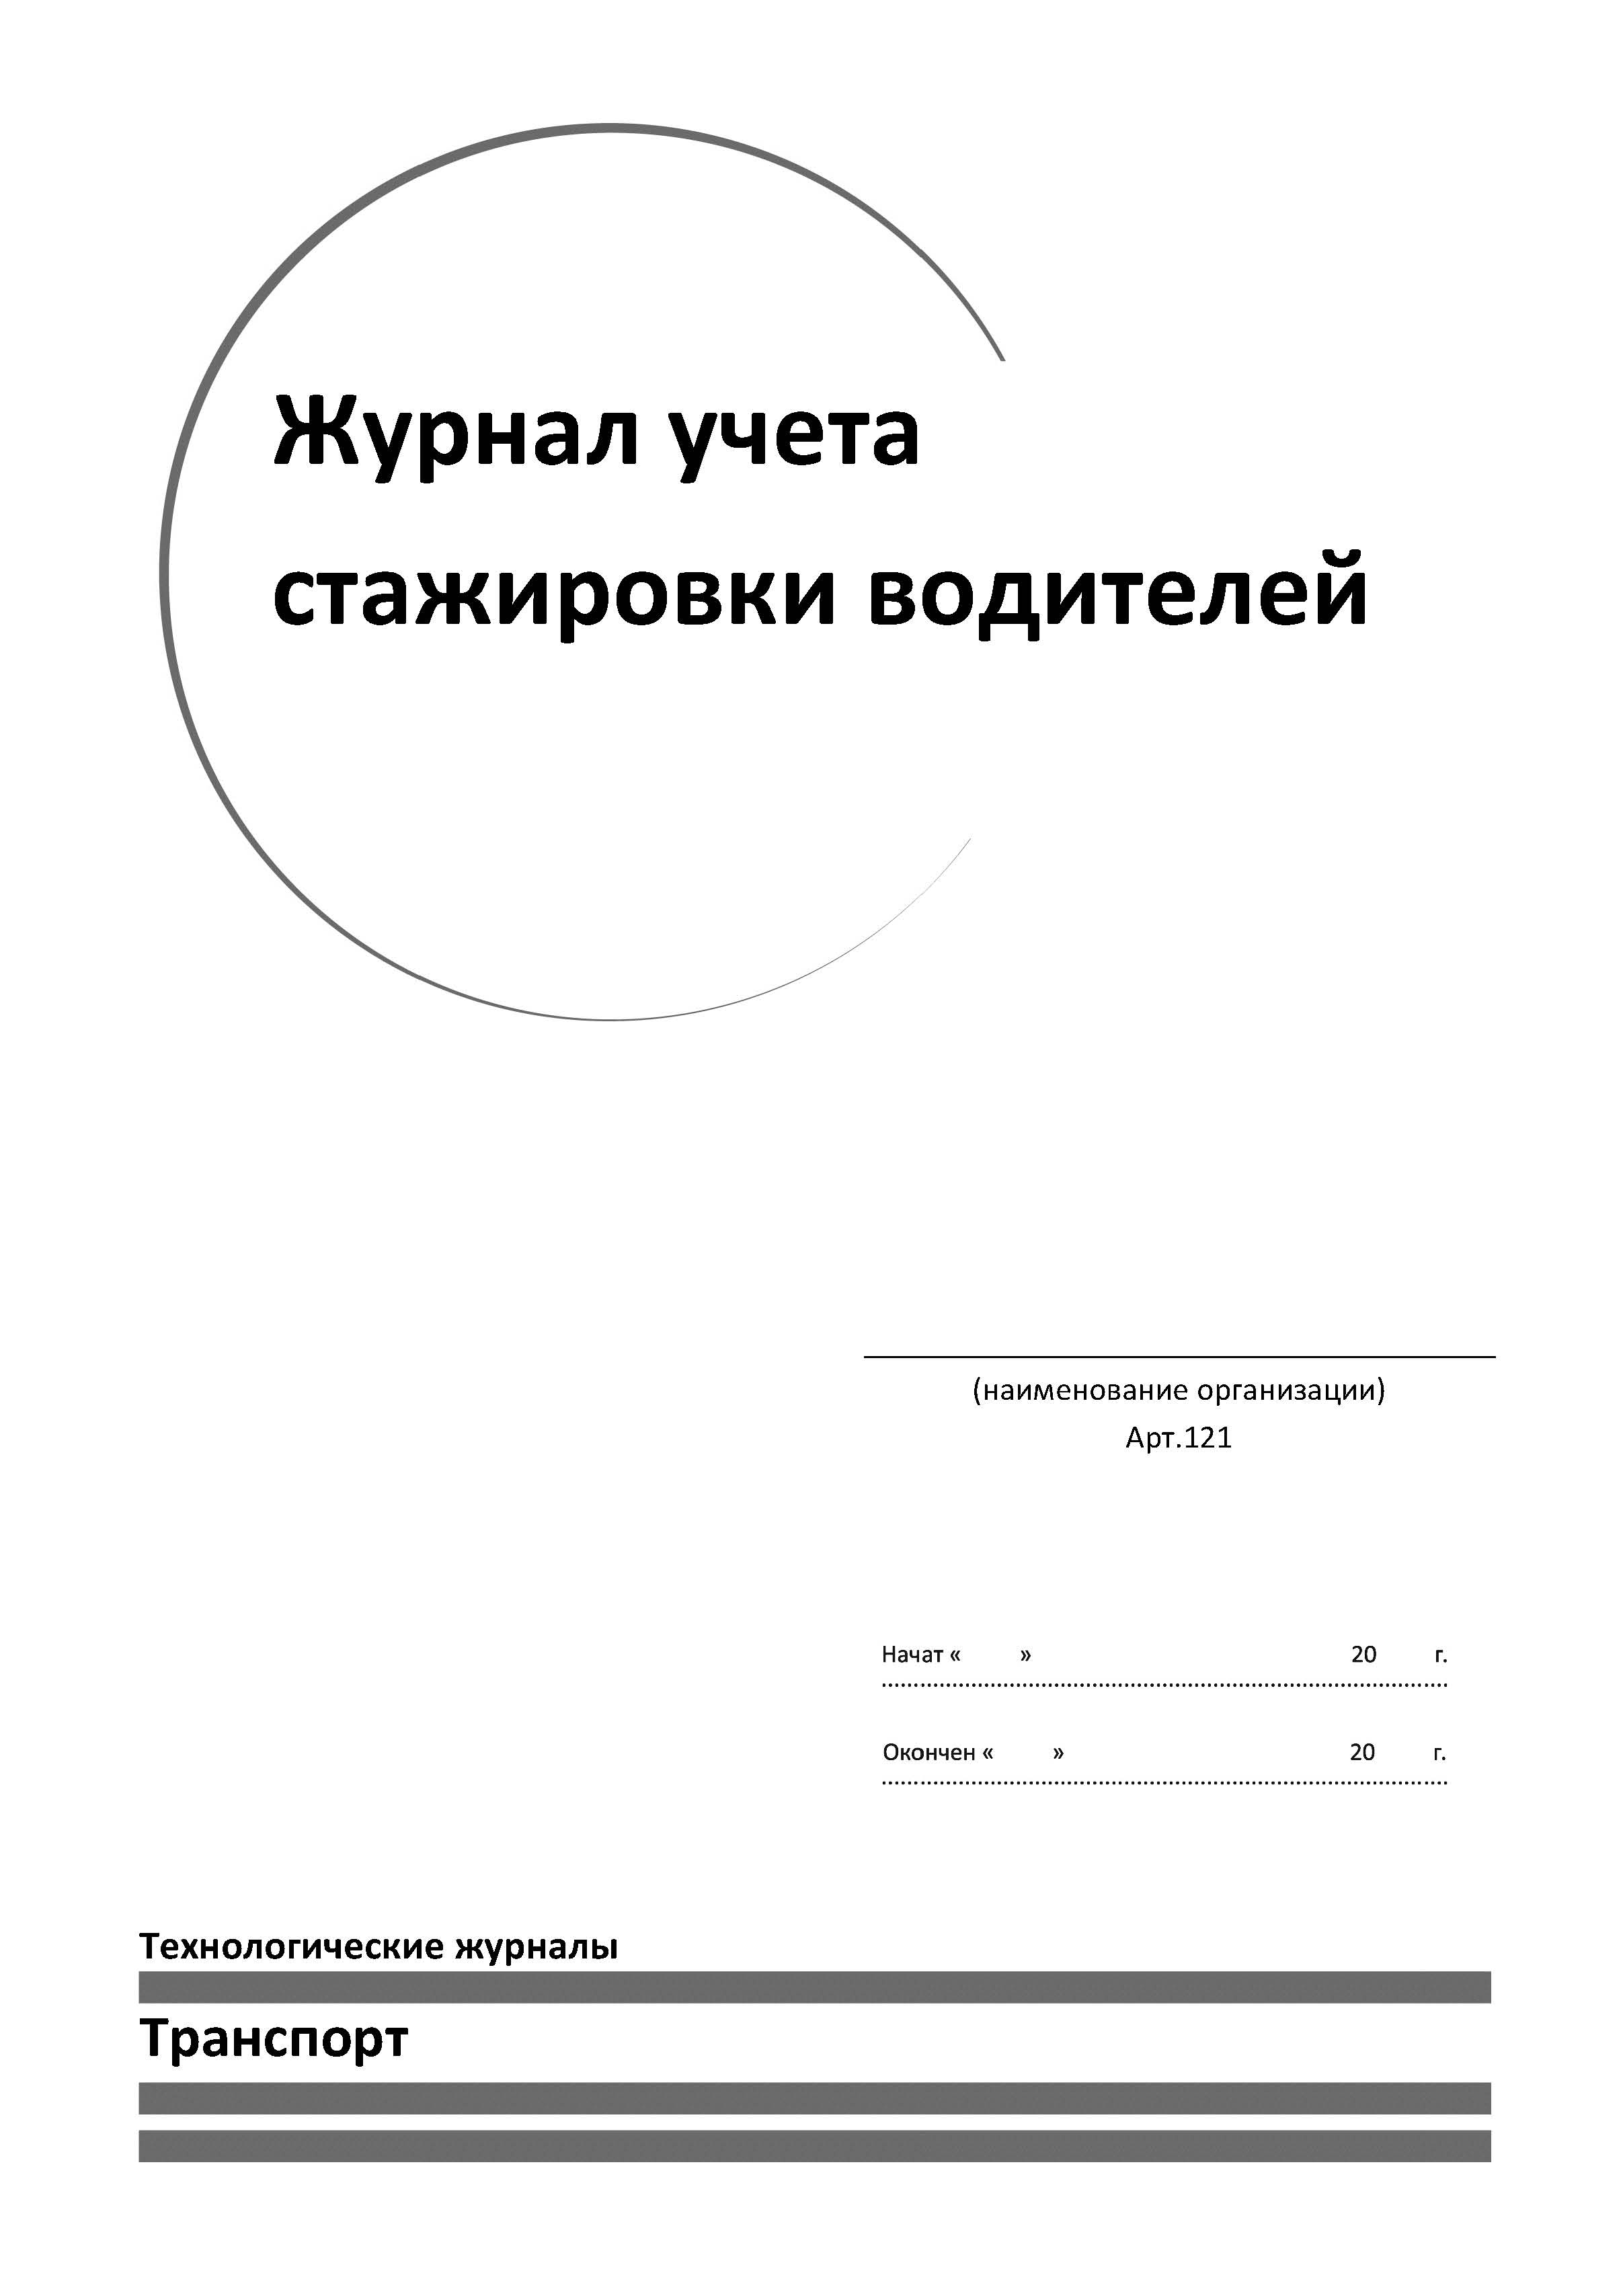 Журнал учета
стажировки водителей
(наименование организации)
Арт.121
Начат « » 20 г.
Окончен « » 20 г.
Технологические журналы
Транспорт